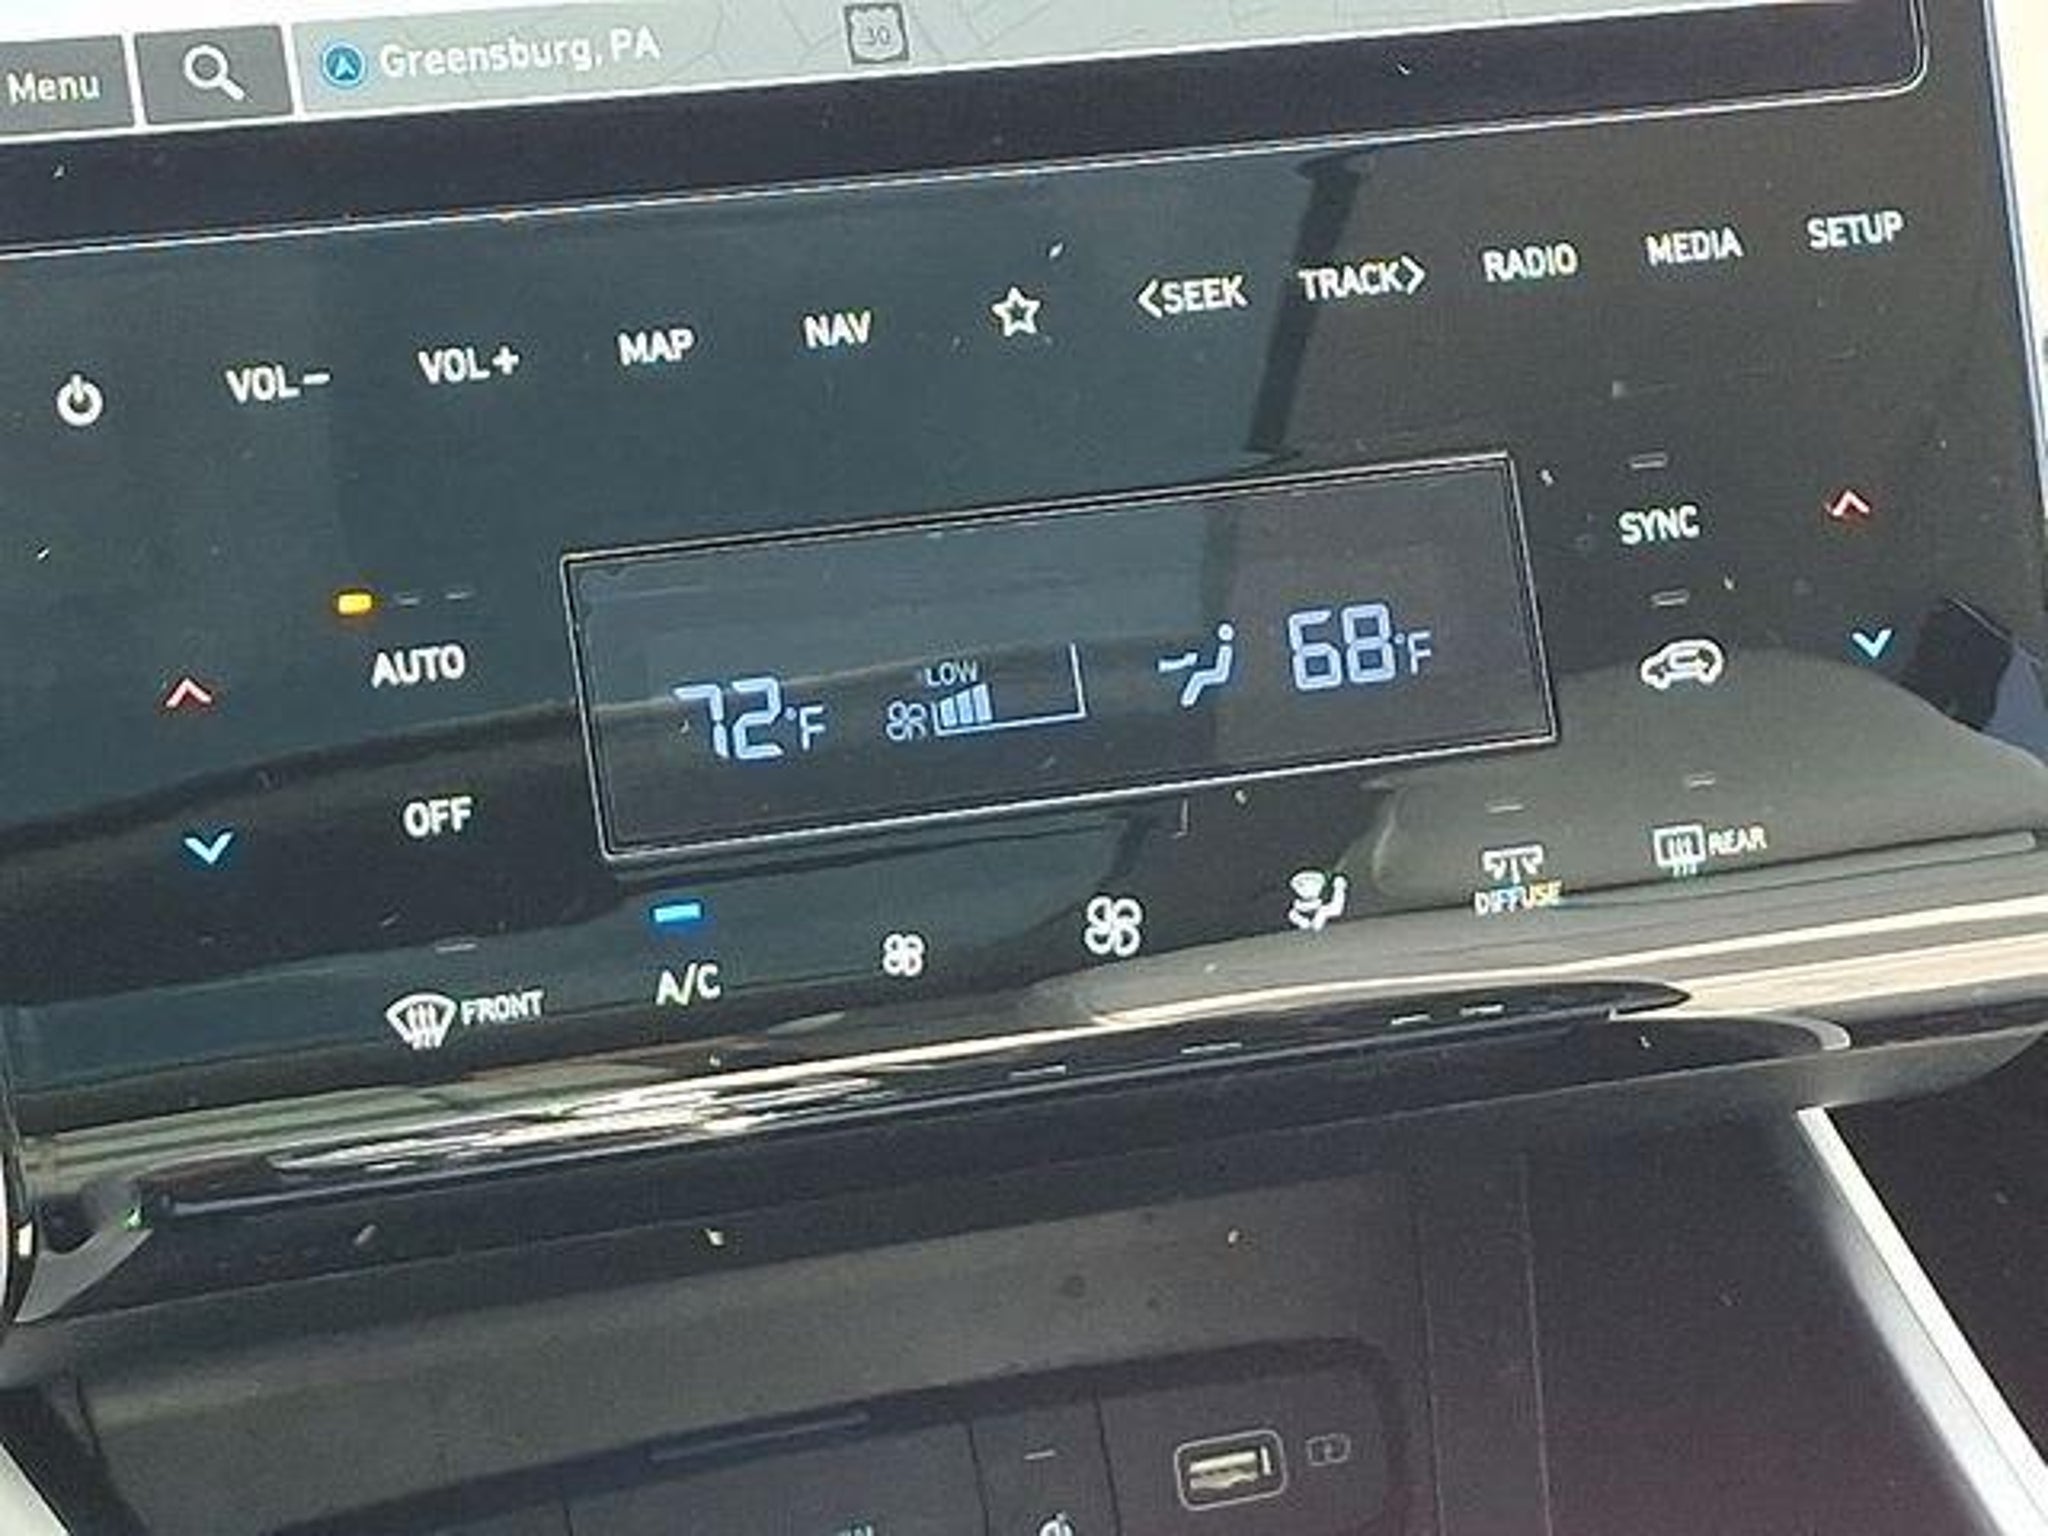 Menu
Greensburg, PA
30
VOL−
VOL+
MAP
NAV
<SEEK
TRACK>
RADIO
MEDIA
SETUP
AUTO
OFF
72°F
LOW
68°F
SYNC
FRONT
A/C
DIFFUSE
REAR